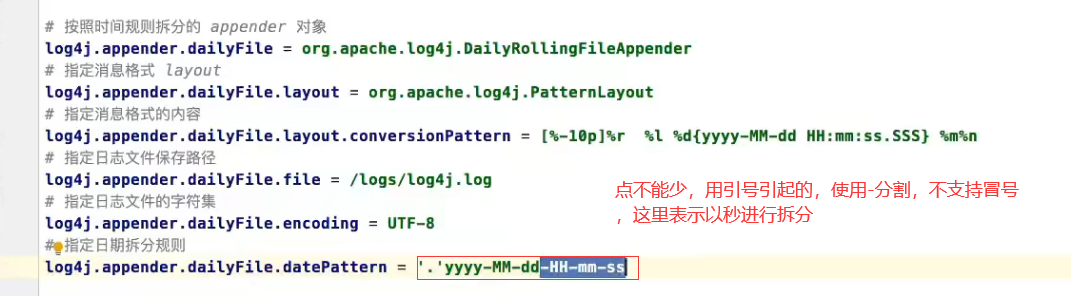 # 按照时间规则拆分的 appender 对象
log4j.appender.dailyFile = org.apache.log4j.DailyRollingFileAppender
# 指定消息格式 layout
log4j.appender.dailyFile.layout = org.apache.log4j.PatternLayout
# 指定消息格式的内容
log4j.appender.dailyFile.layout.conversionPattern = [%-10p]%r  %l %d{yyyy-MM-dd HH:mm:ss.SSS} %m%n
# 指定日志文件保存路径
log4j.appender.dailyFile.file = /logs/log4j.log
# 指定日志文件的字符集
log4j.appender.dailyFile.encoding = UTF-8
# 指定日期拆分规则
log4j.appender.dailyFile.datePattern = '.'yyyy-MM-dd-HH-mm-ss
点不能少，用引号引起的，使用-分割，不支持冒号
，这里表示以秒进行拆分